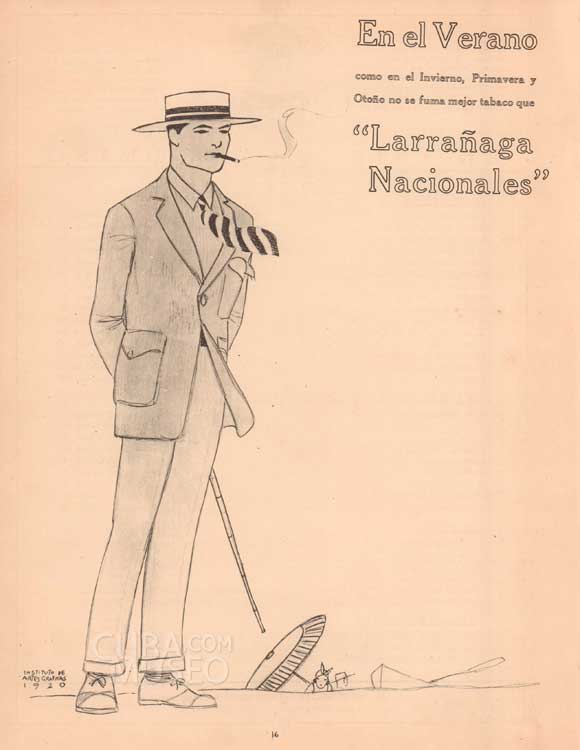 En el Verano
como en el Invierno, Primavera y
Otoño no se fuma mejor tabaco que
“Larrañaga
Nacionales”
CUBA.COM
MUSEO
INSTITUTO DE
ARTES GRAFICAS
1920
16